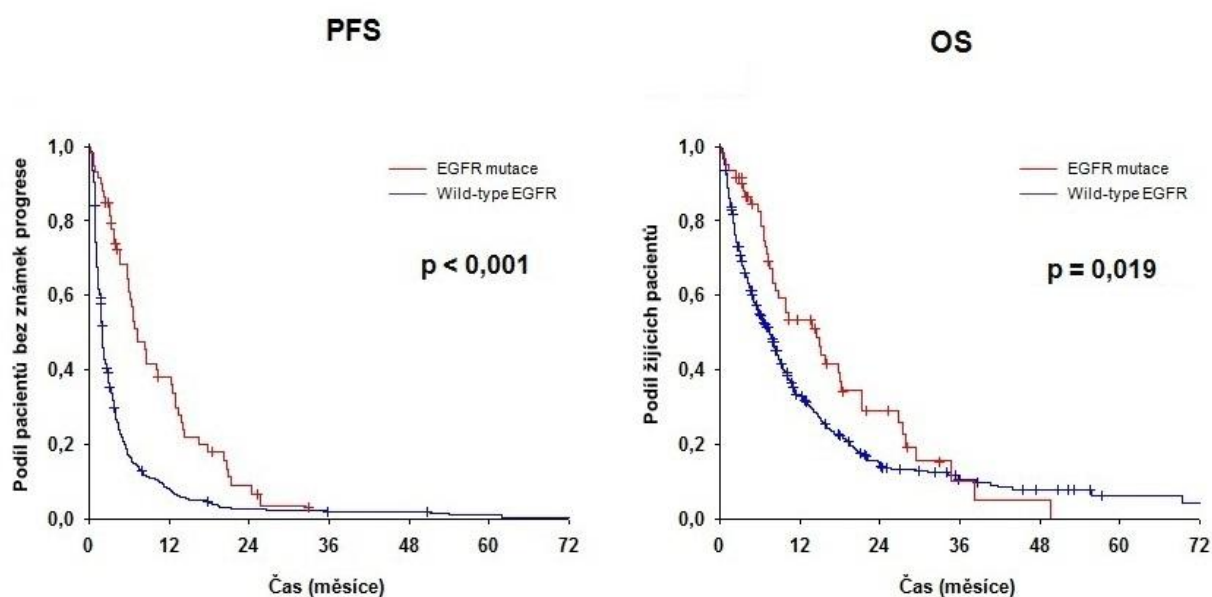 PFS
OS
1,0
0,8
0,6
0,4
0,2
0,0
Podíl pacientů bez známek progrese
EGFR mutace
Wild-type EGFR
p < 0,001
0 12 24 36 48 60 72
Čas (měsíce)
1,0
0,8
0,6
0,4
0,2
0,0
Podíl žijících pacientů
EGFR mutace
Wild-type EGFR
p = 0,019
0 12 24 36 48 60 72
Čas (měsíce)